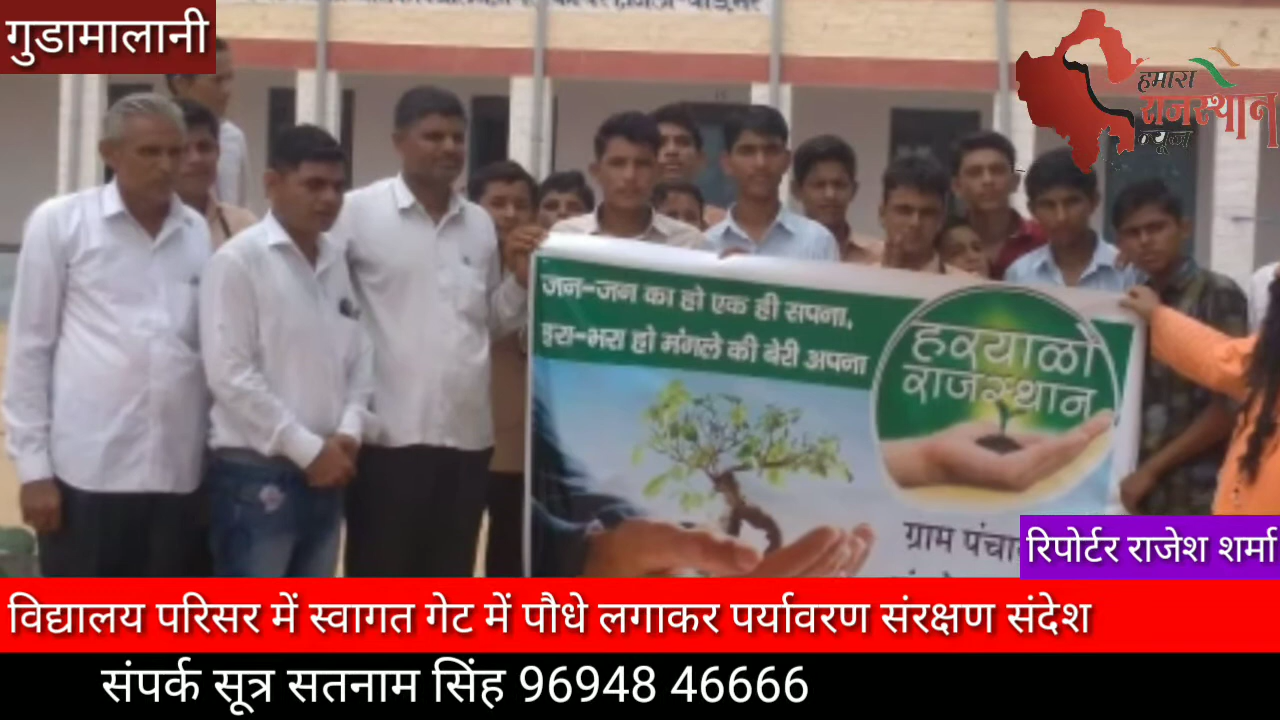 गुडामालानी
हमारा
राजस्थान
न्यूज
जन-जन का हो एक ही सपना,
हरा-भरा हो मंगले की बेरी अपना
हरयाळो
राजस्थान
ग्राम
रिपोर्टर राजेश शर्मा
विद्यालय परिसर में स्वागत गेट में पौधे लगाकर पर्यावरण संरक्षण संदेश
संपर्क सूत्र सतनाम सिंह 96948 46666